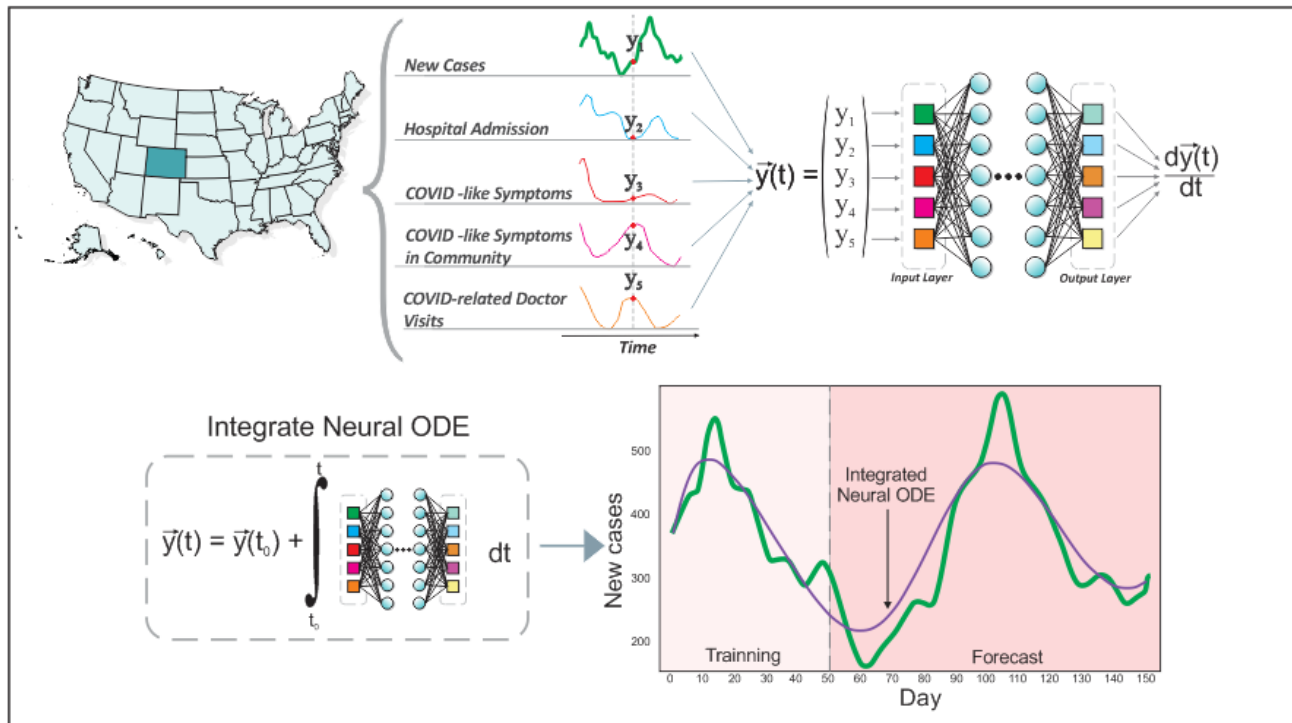 New Cases
y₁
Hospital Admission
y₂
COVID -like Symptoms
y₃
COVID -like Symptoms
in Community
y₄
COVID-related Doctor
Visits
y₅
Time
y⃗(t) =
y₁
y₂
y₃
y₄
y₅
Input Layer
Output Layer
dy⃗(t)
dt
Integrate Neural ODE
y⃗(t) = y⃗(t₀) + ∫
t
t₀
dt
New cases
500
400
300
200
Integrated
Neural ODE
Trainning
Forecast
0 10 20 30 40 50 60 70 80 90 100 110 120 130 140 150
Day